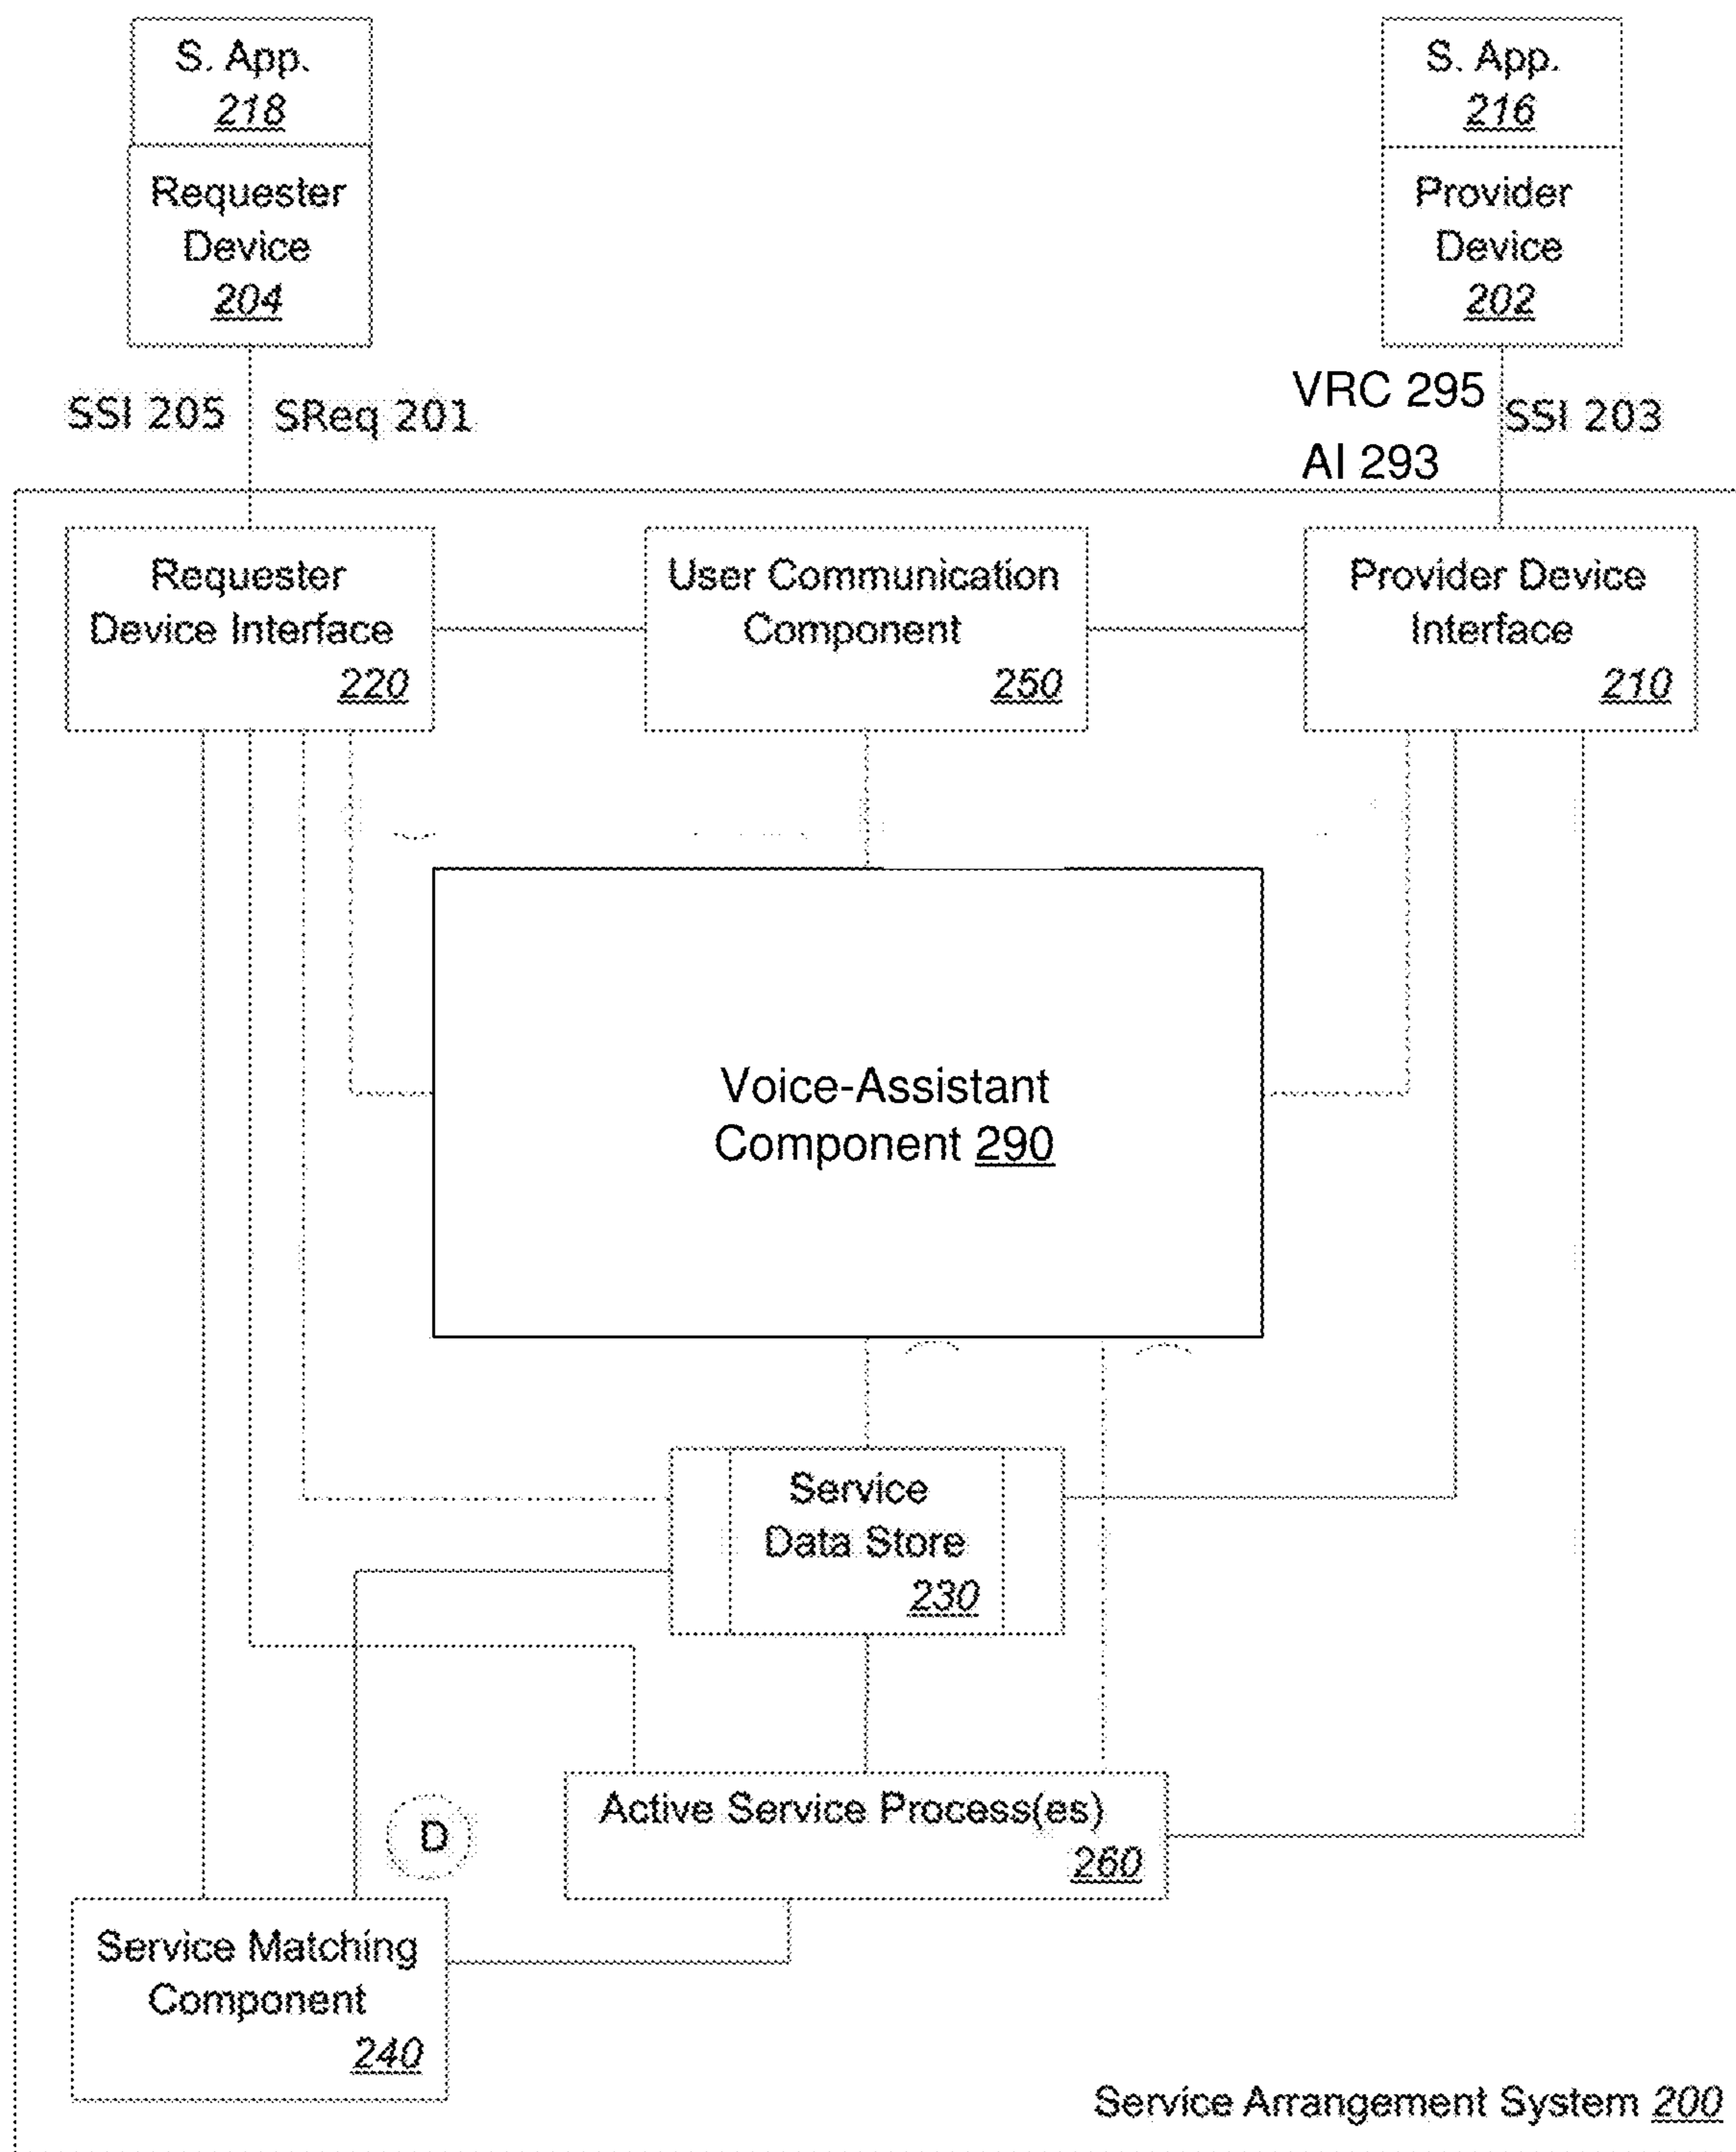 S. App.
218
Requester
Device
204
S. App.
216
Provider
Device
202
SSI 205
SReq 201
VRC 295
SSI 203
AI 293
Requester
Device Interface
220
User Communication
Component
250
Provider Device
Interface
210
Voice-Assistant
Component 290
Service
Data Store
230
Active Service Process(es)
260
D
Service Matching
Component
240
Service Arrangement System 200